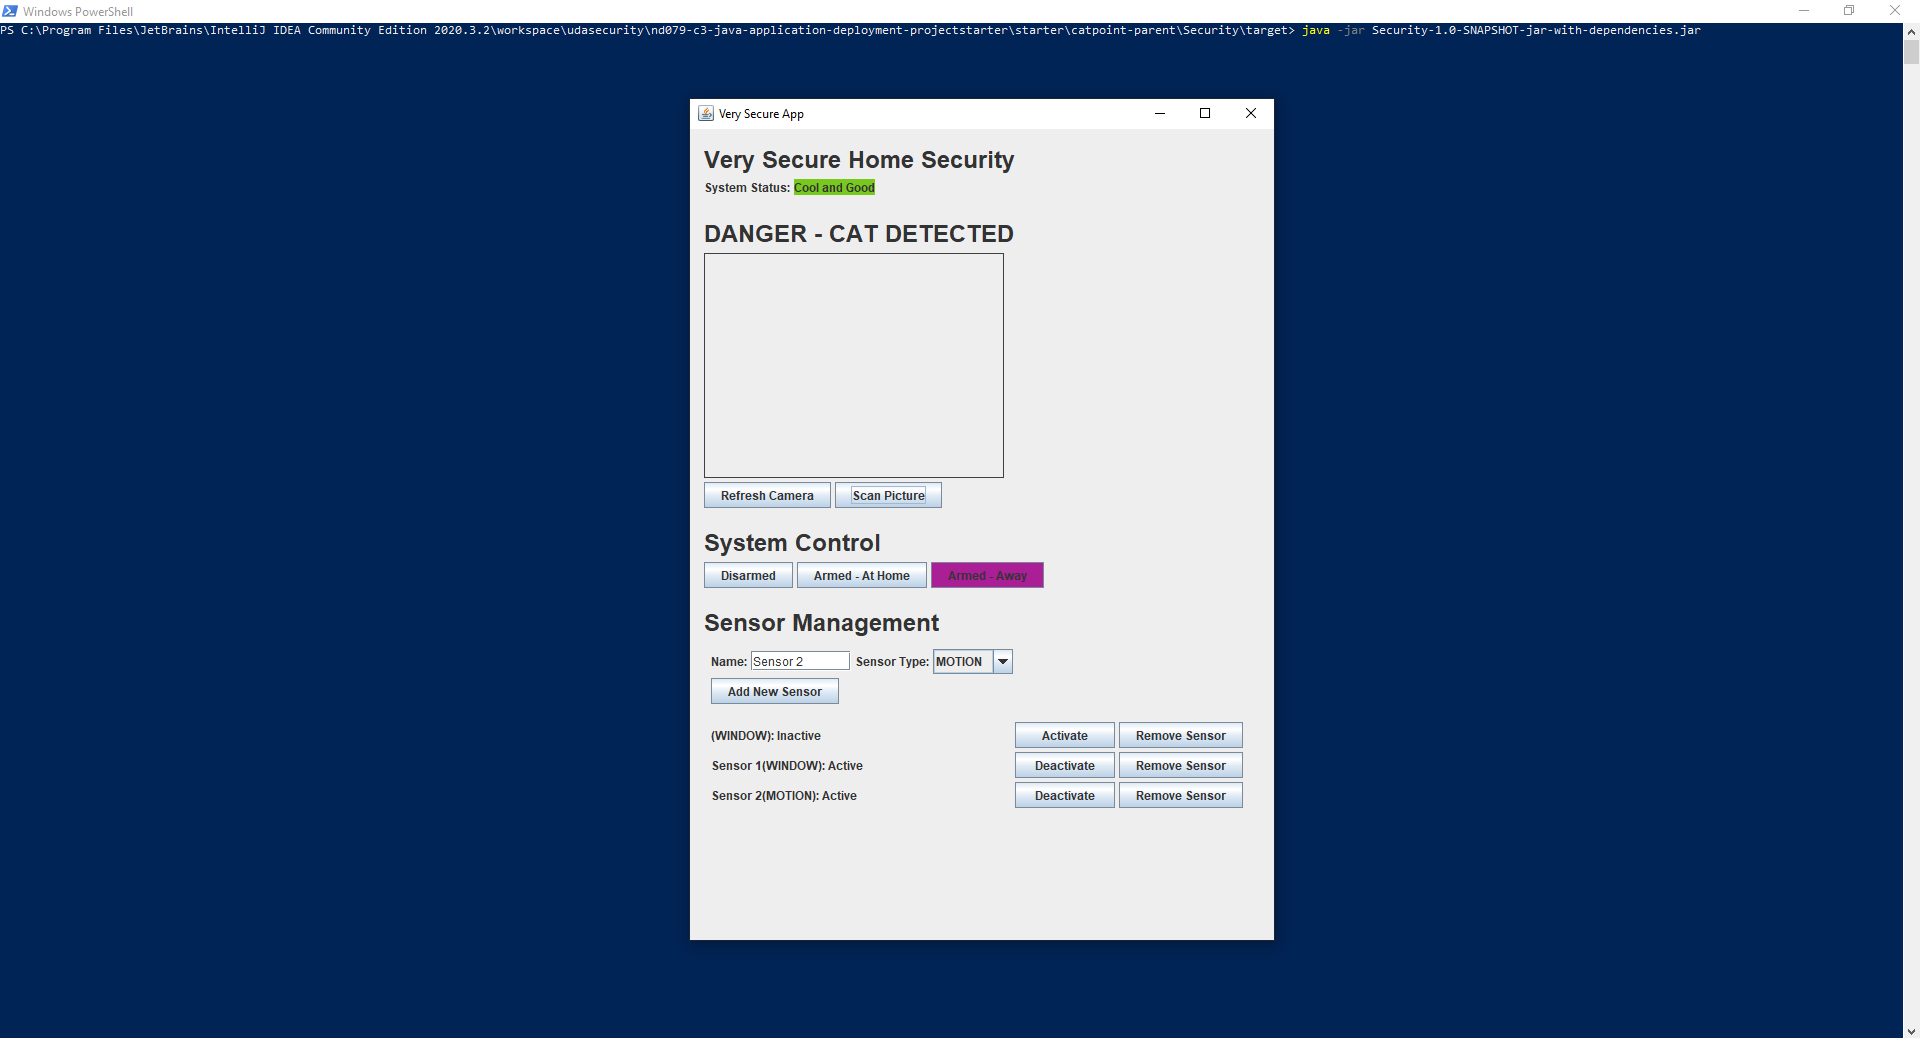 Windows PowerShell
PS C:\Program Files\JetBrains\IntelliJ IDEA Community Edition 2020.3.2\workspace\udasecurity\nd079-c3-java-application-deployment-projectstarter\starter\catpoint-parent\Security\target> java -jar Security-1.0-SNAPSHOT-jar-with-dependencies.jar
Very Secure App
Very Secure Home Security
System Status: Cool and Good
DANGER - CAT DETECTED
Refresh Camera Scan Picture
System Control
Disarmed Armed - At Home Armed - Away
Sensor Management
Name: Sensor 2 Sensor Type: MOTION
Add New Sensor
(WINDOW): Inactive Activate Remove Sensor
Sensor 1(WINDOW): Active Deactivate Remove Sensor
Sensor 2(MOTION): Active Deactivate Remove Sensor